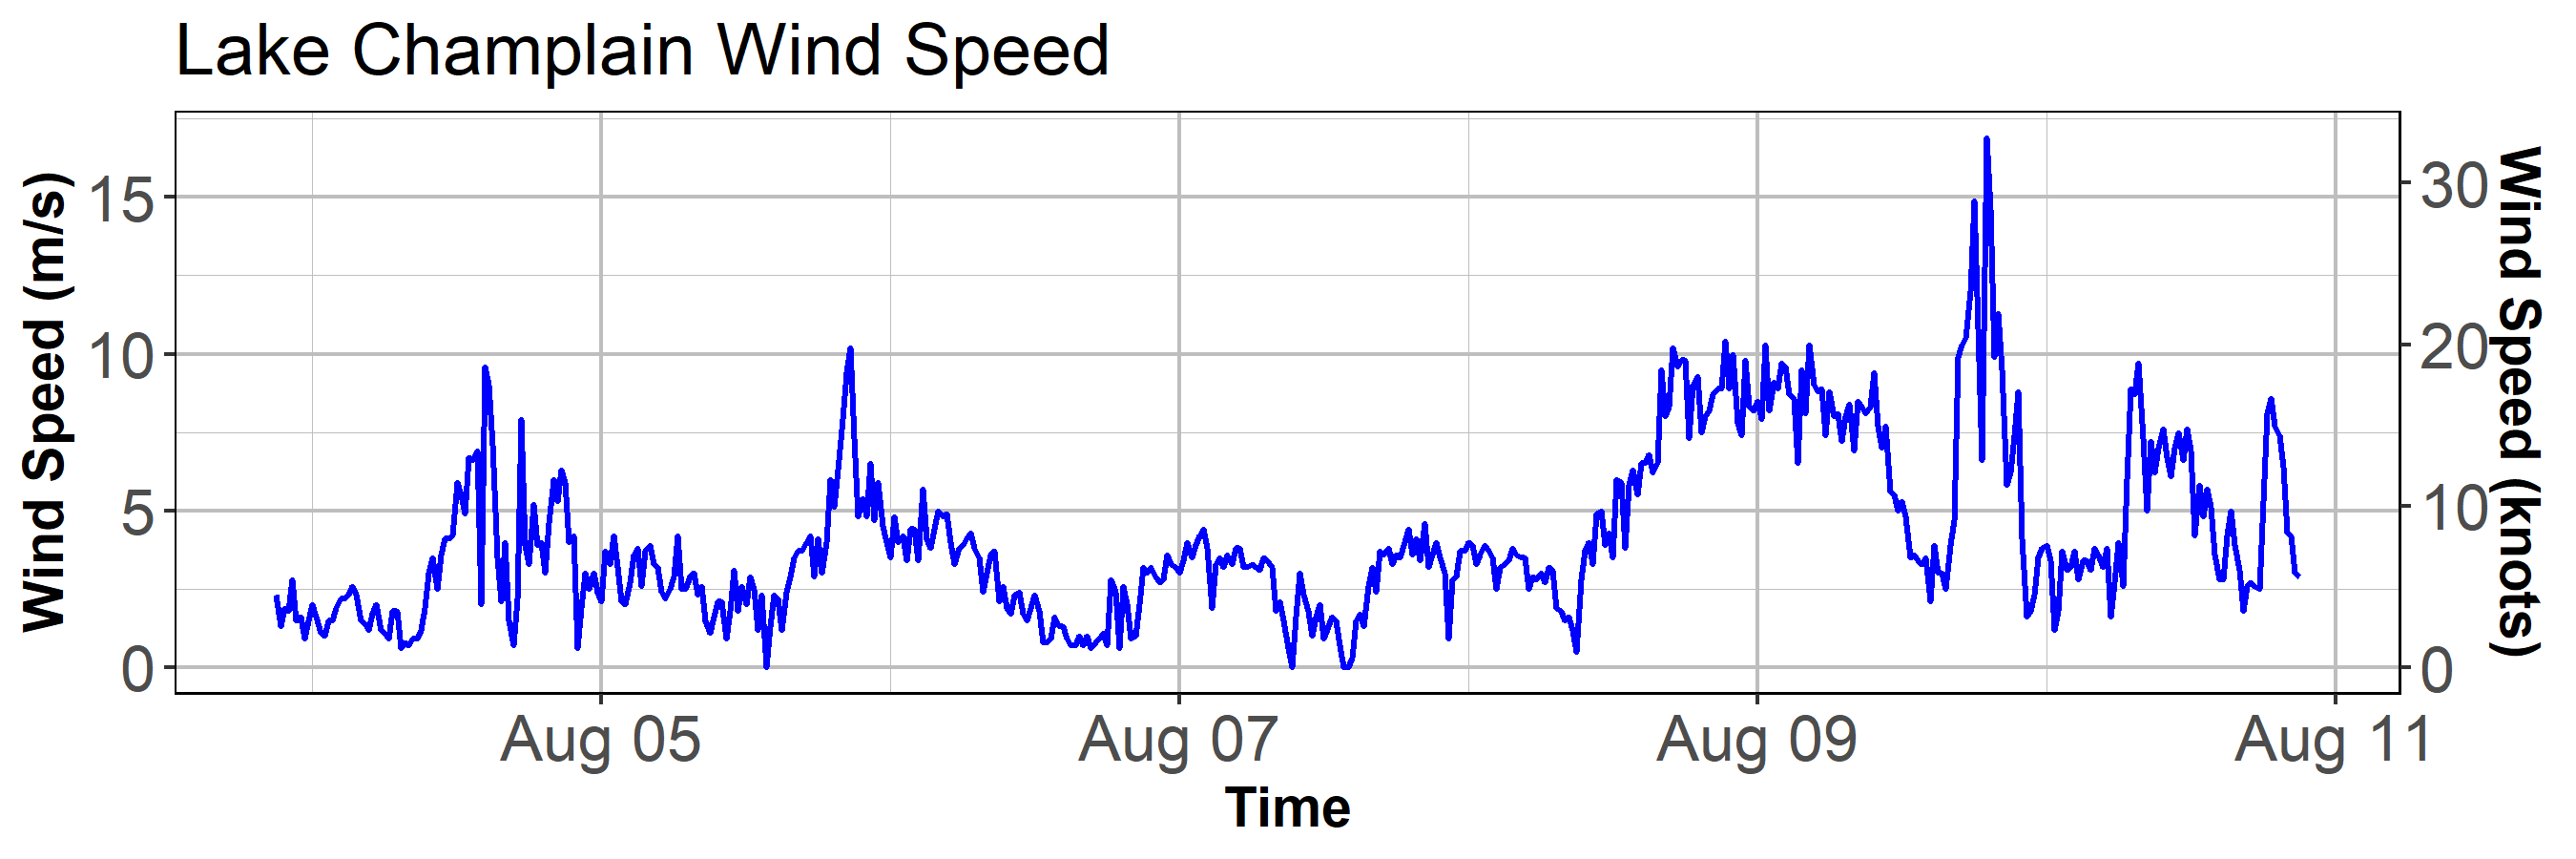 Lake Champlain Wind Speed
Wind Speed (m/s)
15
10
5
0
30
20
10
0
Wind Speed (knots)
Aug 05
Aug 07
Aug 09
Aug 11
Time